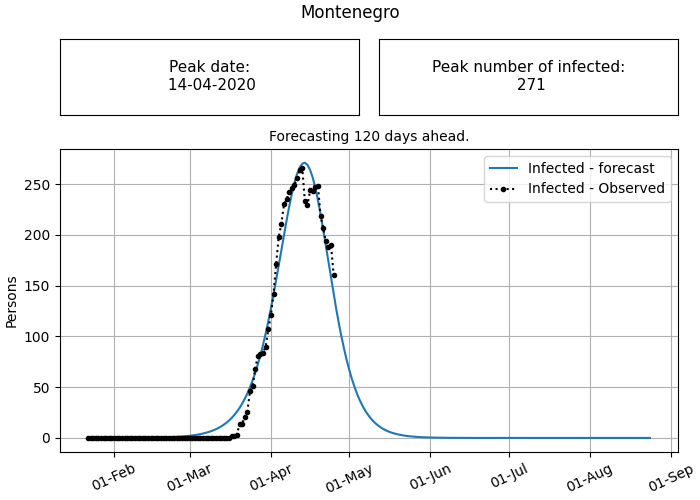 Montenegro
Peak date:
14-04-2020
Peak number of infected:
271
Forecasting 120 days ahead.
Infected - forecast
Infected - Observed
Persons
250
200
150
100
50
0
01-Feb
01-Mar
01-Apr
01-May
01-Jun
01-Jul
01-Aug
01-Sep